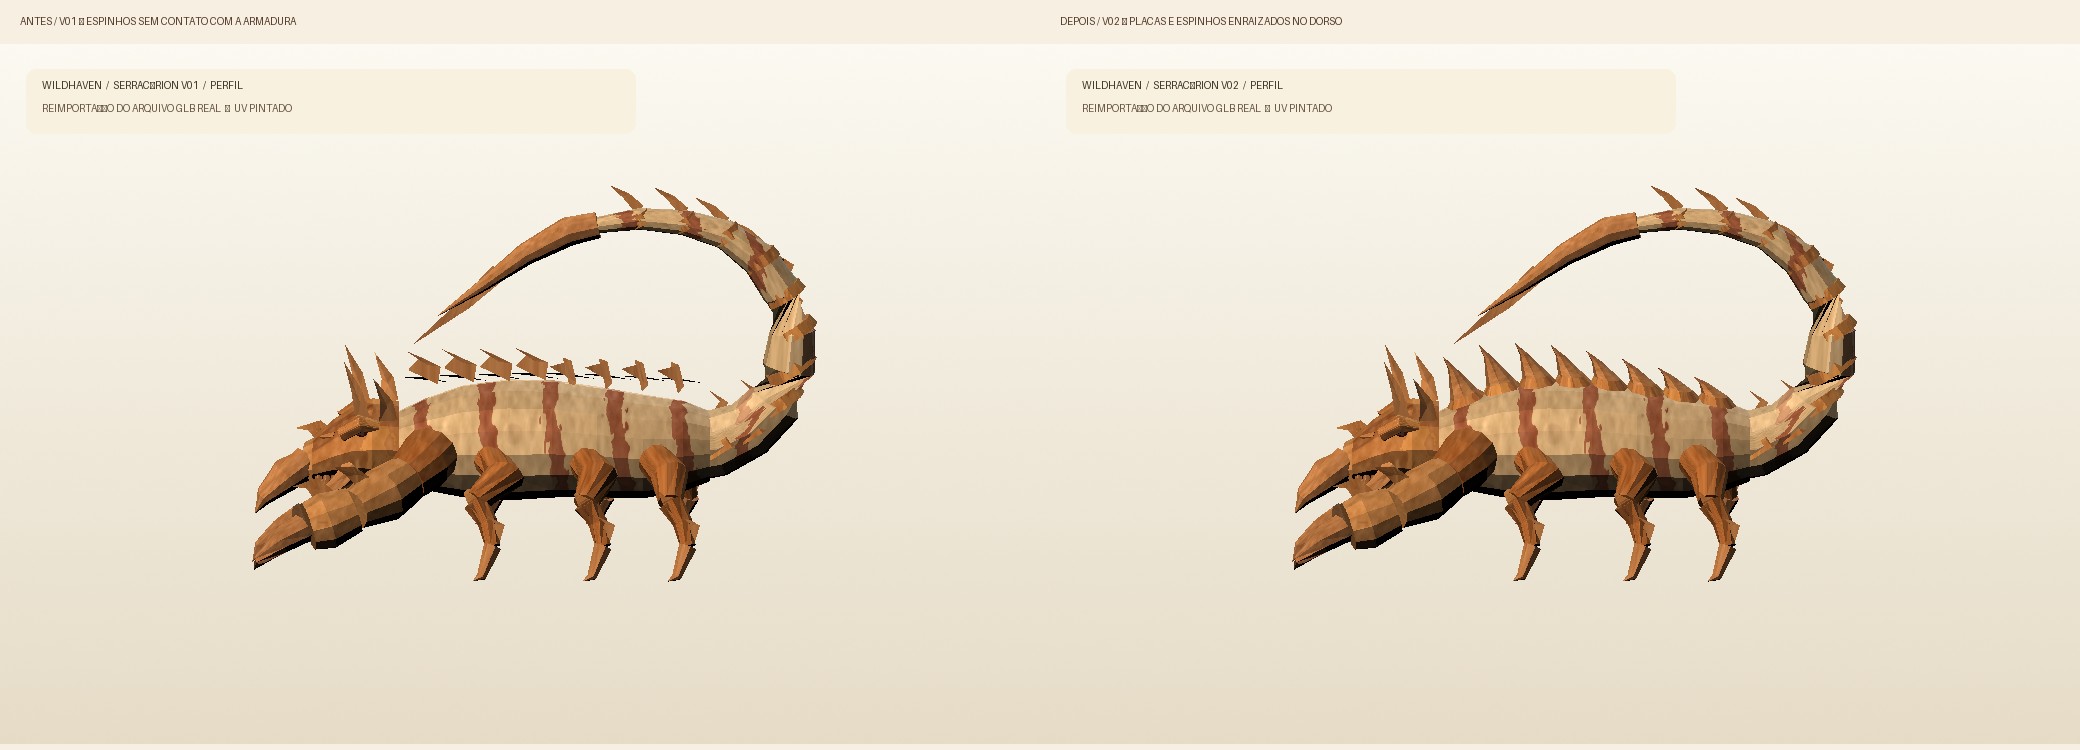 ANTES / V01 ▯ ESPINHOS SEM CONTATO COM A ARMADURA
DEPOIS / V02 ▯ PLACAS E ESPINHOS ENRAIZADOS NO DORSO
WILDHAVEN / SERRAC▯RION V01 / PERFIL
REIMPORTA▯▯O DO ARQUIVO GLB REAL ▯ UV PINTADO
WILDHAVEN / SERRAC▯RION V02 / PERFIL
REIMPORTA▯▯O DO ARQUIVO GLB REAL ▯ UV PINTADO